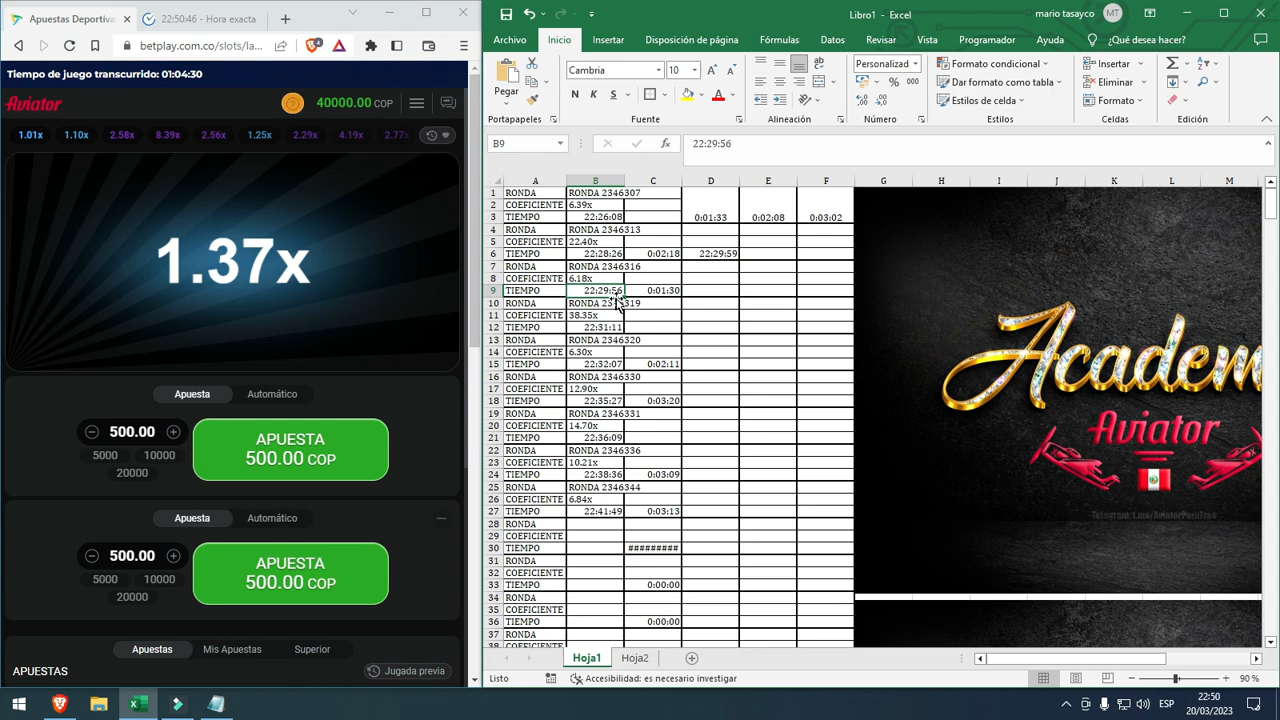 Apuestas Deportiva
22:50:46 - Hora exacta
betplay.com.co/slots/la...
4
Tiempo de juego transcurrido: 01:04:30
Aviator
40000.00 COP
1.01x 1.10x 2.58x 8.39x 2.56x 1.25x 2.29x 4.19x 2.77x
1.37x
Apuesta Automático
500.00
5000 10000
20000
APUESTA
500.00 COP
Apuesta Automático
500.00
5000 10000
20000
APUESTA
500.00 COP
Apuestas Mis Apuestas Superior
APUESTAS
Jugada previa
Libro1 - Excel
mario tasayco MT
Archivo Inicio Insertar Disposición de página Fórmulas Datos Revisar Vista Programador Ayuda ¿Qué desea hacer?
Pegar
Cambria 10
N K S
Personalizad
Formato condicional
Dar formato como tabla
Estilos de celda
Insertar
Eliminar
Formato
Portapapeles Fuente Alineación Número Estilos Celdas Edición
B9 fx 22:29:56
A B C D E F G H I J K L M
1 RONDA RONDA 2346307
2 COEFICIENTE 6.39x
3 TIEMPO 22:26:08 0:01:33 0:02:08 0:03:02
4 RONDA RONDA 2346313
5 COEFICIENTE 22.40x
6 TIEMPO 22:28:26 0:02:18 22:29:59
7 RONDA RONDA 2346316
8 COEFICIENTE 6.18x
9 TIEMPO 22:29:56 0:01:30
10 RONDA RONDA 2346319
11 COEFICIENTE 38.35x
12 TIEMPO 22:31:11
13 RONDA RONDA 2346320
14 COEFICIENTE 6.30x
15 TIEMPO 22:32:07 0:02:11
16 RONDA RONDA 2346330
17 COEFICIENTE 12.90x
18 TIEMPO 22:35:27 0:03:20
19 RONDA RONDA 2346331
20 COEFICIENTE 14.70x
21 TIEMPO 22:36:09
22 RONDA RONDA 2346336
23 COEFICIENTE 10.21x
24 TIEMPO 22:38:36 0:03:09
25 RONDA RONDA 2346344
26 COEFICIENTE 6.84x
27 TIEMPO 22:41:49 0:03:13
28 RONDA
29 COEFICIENTE
30 TIEMPO #########
31 RONDA
32 COEFICIENTE
33 TIEMPO 0:00:00
34 RONDA
35 COEFICIENTE
36 TIEMPO 0:00:00
37 RONDA
38 COEFICIENTE
Academ
Aviator
Hoja1 Hoja2
Listo
Accesibilidad: es necesario investigar
90 %
ESP
22:50
20/03/2023